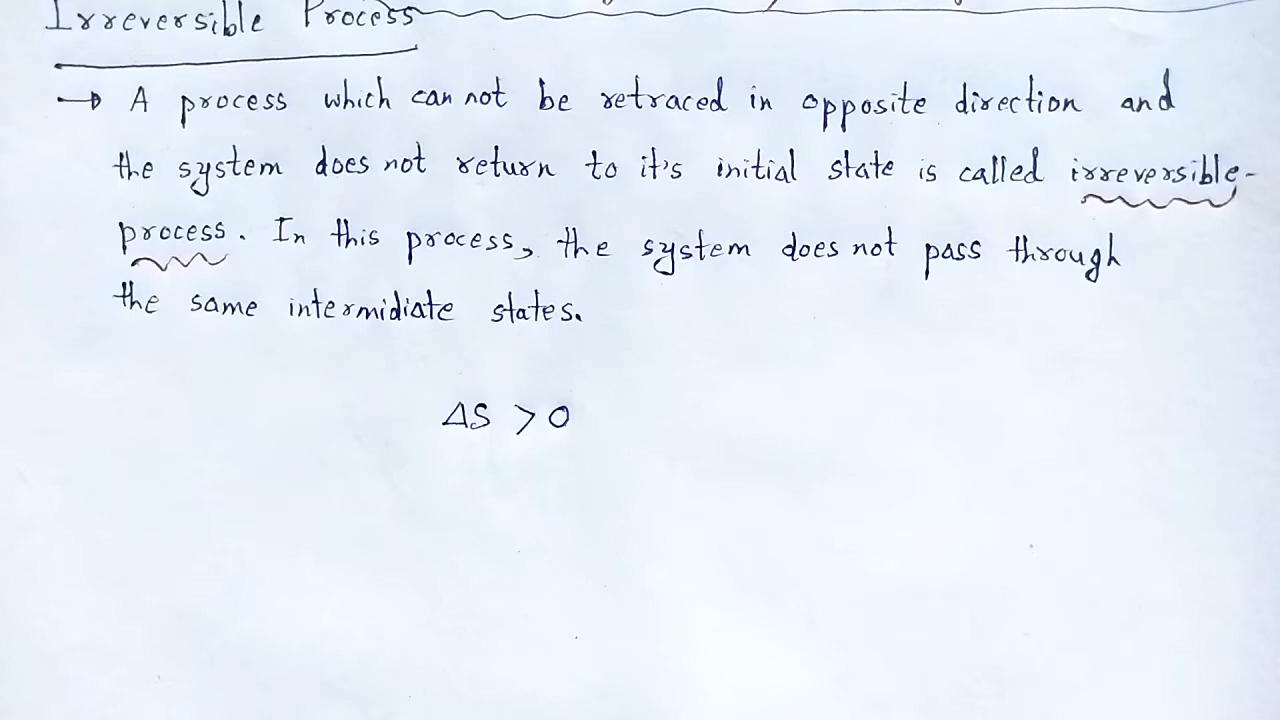 Irreversible Process
→ A process which can not be retraced in opposite direction and
the system does not return to it's initial state is called irreversible-
process. In this process, the system does not pass through
the same intermidiate states.
ΔS > 0